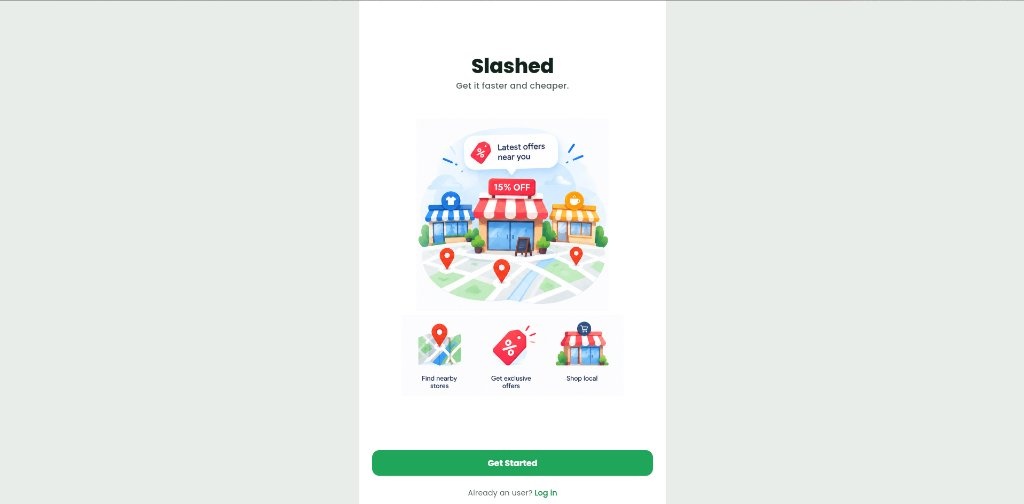 Slashed
Get it faster and cheaper.
Latest offers
near you
15% OFF
Find nearby
stores
Get exclusive
offers
Shop local
Get Started
Already an user? Log in